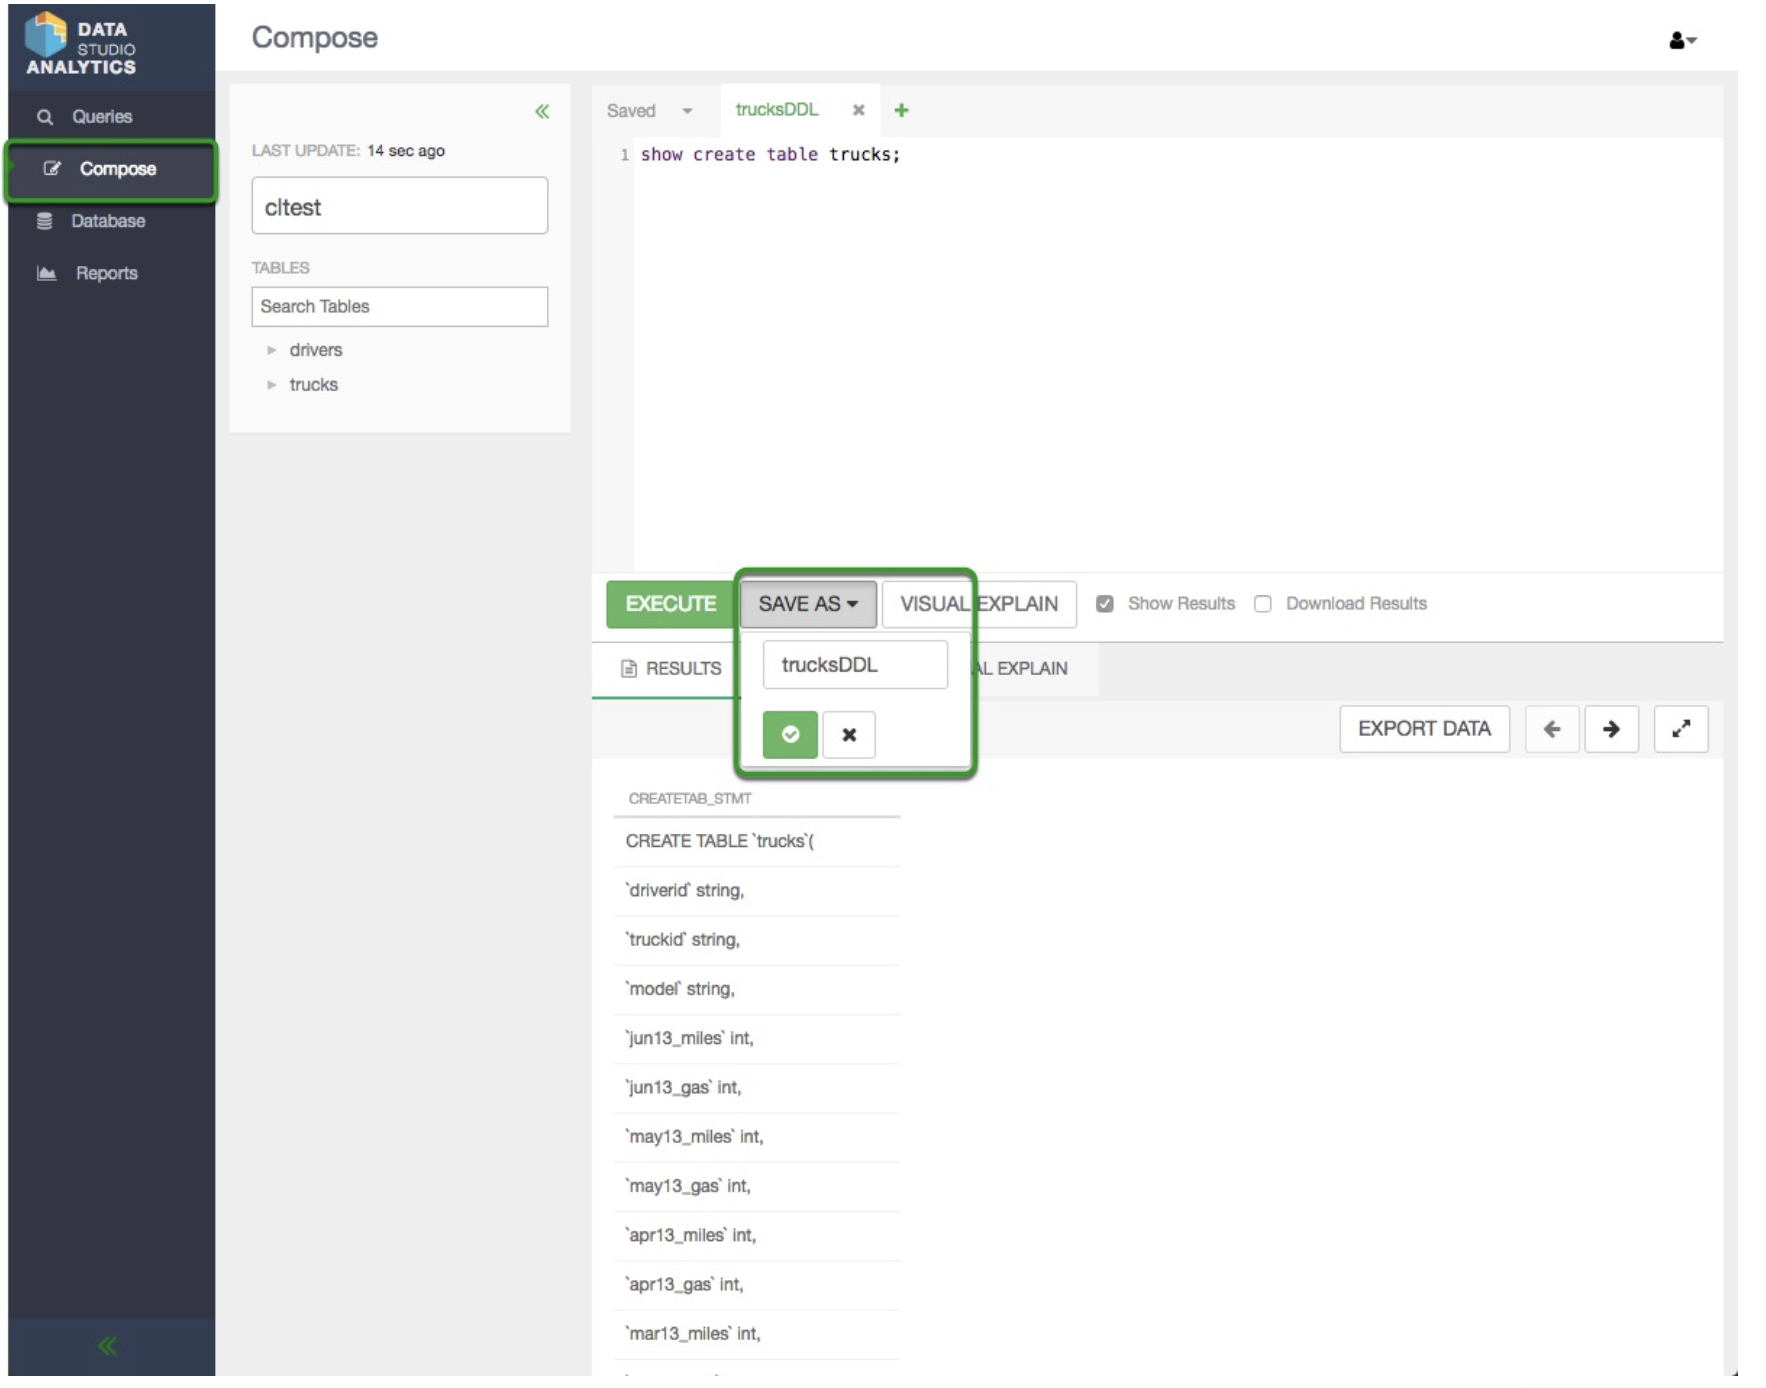 DATA
STUDIO
ANALYTICS
Compose
Queries
Compose
Database
Reports
LAST UPDATE: 14 sec ago
cltest
TABLES
Search Tables
drivers
trucks
Saved
trucksDDL
1 show create table trucks;
EXECUTE
SAVE AS
VISUAL EXPLAIN
Show Results
Download Results
RESULTS
trucksDDL
AL EXPLAIN
EXPORT DATA
CREATETAB_STMT
CREATE TABLE `trucks`(
`driverid` string,
`truckid` string,
`model` string,
`jun13_miles` int,
`jun13_gas` int,
`may13_miles` int,
`may13_gas` int,
`apr13_miles` int,
`apr13_gas` int,
`mar13_miles` int,